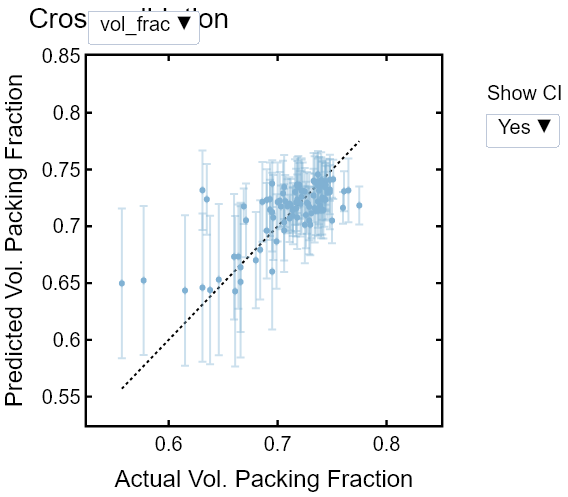 Cros
tion
vol_frac ▼
Predicted Vol. Packing Fraction
0.85
0.8
0.75
0.7
0.65
0.6
0.55
0.6 0.7 0.8
Actual Vol. Packing Fraction
Show CI
Yes ▼